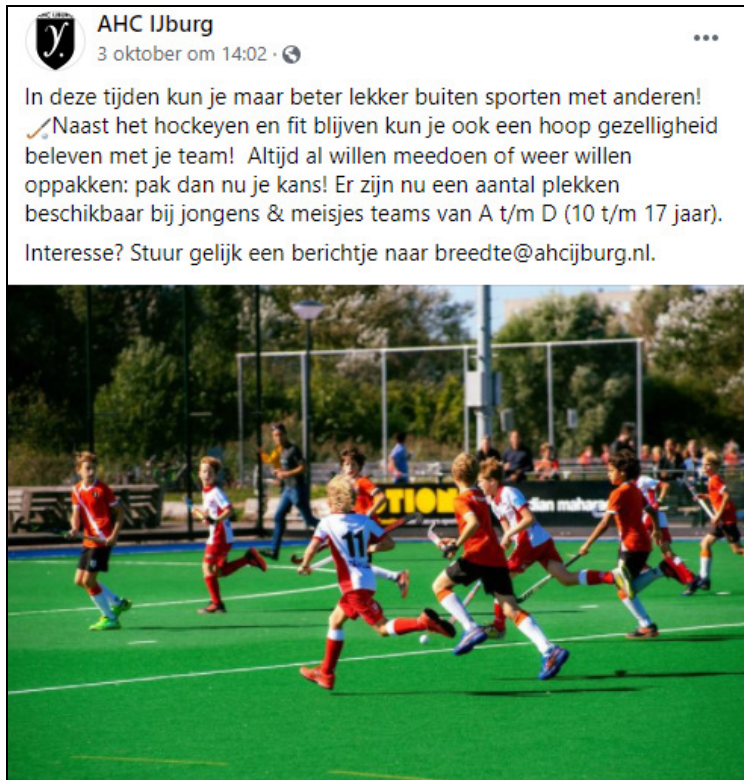 AHC IJBURG
y.
AHC IJburg
3 oktober om 14:02 ·
In deze tijden kun je maar beter lekker buiten sporten met anderen!
Naast het hockeyen en fit blijven kun je ook een hoop gezelligheid
beleven met je team! Altijd al willen meedoen of weer willen
oppakken: pak dan nu je kans! Er zijn nu een aantal plekken
beschikbaar bij jongens & meisjes teams van A t/m D (10 t/m 17 jaar).
Interesse? Stuur gelijk een berichtje naar breedte@ahcijburg.nl.
11